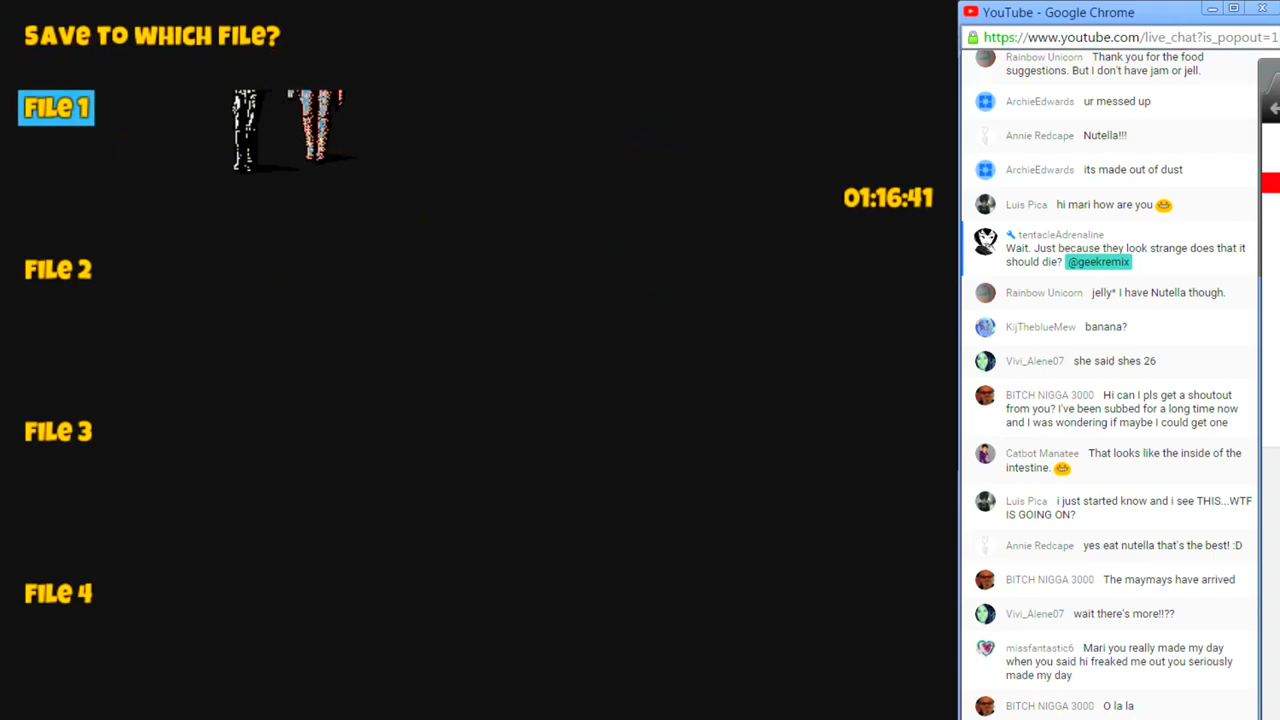 Save to which file?
File 1
01:16:41
File 2
File 3
File 4
YouTube - Google Chrome
https://www.youtube.com/live_chat?is_popout=1
Rainbow Unicorn Thank you for the food
suggestions. But I don't have jam or jell.
ArchieEdwards ur messed up
Annie Redcape Nutella!!!
ArchieEdwards its made out of dust
Luis Pica hi mari how are you
tentacleAdrenaline
Wait. Just because they look strange does that it
should die? @geekremix
Rainbow Unicorn jelly* I have Nutella though.
KijTheblueMew banana?
Vivi_Alene07 she said shes 26
BITCH NIGGA 3000 Hi can I pls get a shoutout
from you? I've been subbed for a long time now
and I was wondering if maybe I could get one
Catbot Manatee That looks like the inside of the
intestine.
Luis Pica i just started know and i see THIS...WTF
IS GOING ON?
Annie Redcape yes eat nutella that's the best! :D
BITCH NIGGA 3000 The maymays have arrived
Vivi_Alene07 wait there's more!!??
missfantastic6 Mari you really made my day
when you said hi freaked me out you seriously
made my day
BITCH NIGGA 3000 O la la